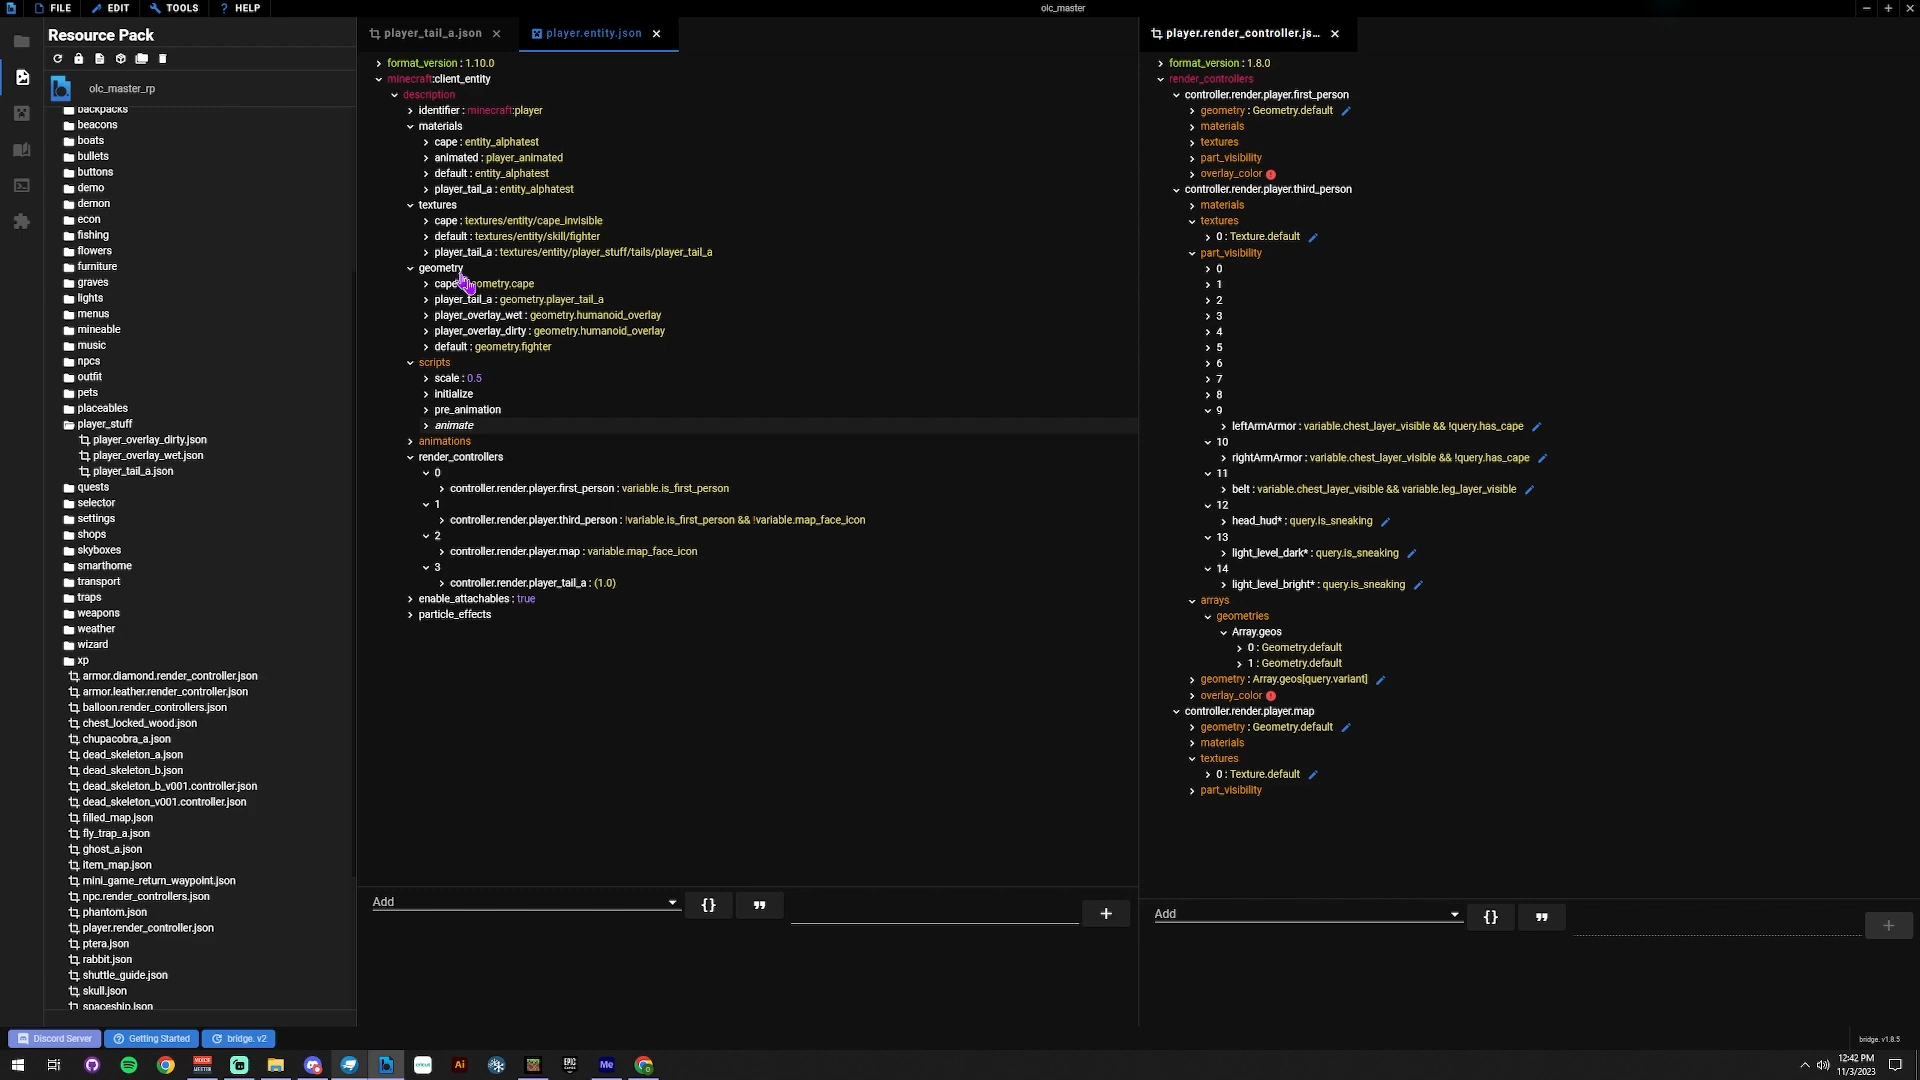 FILE EDIT TOOLS HELP olc_master
Resource Pack
olc_master_rp
backpacks
beacons
boats
bullets
buttons
demo
demon
econ
fishing
flowers
furniture
graves
lights
menus
mineable
music
npcs
outfit
pets
placeables
player_stuff
player_overlay_dirty.json
player_overlay_wet.json
player_tail_a.json
quests
selector
settings
shops
skyboxes
smarthome
transport
traps
weapons
weather
wizard
xp
armor.diamond.render_controller.json
armor.leather.render_controller.json
balloon.render_controllers.json
chest_locked_wood.json
chupacobra_a.json
dead_skeleton_a.json
dead_skeleton_b.json
dead_skeleton_b_v001.controller.json
dead_skeleton_v001.controller.json
filled_map.json
fly_trap_a.json
ghost_a.json
item_map.json
mini_game_return_waypoint.json
npc.render_controllers.json
phantom.json
player.render_controller.json
ptera.json
rabbit.json
shuttle_guide.json
skull.json
spaceship.json
player_tail_a.json player.entity.json
format_version : 1.10.0
minecraft:client_entity
description
identifier : minecraft:player
materials
cape : entity_alphatest
animated : player_animated
default : entity_alphatest
player_tail_a : entity_alphatest
textures
cape : textures/entity/cape_invisible
default : textures/entity/skill/fighter
player_tail_a : textures/entity/player_stuff/tails/player_tail_a
geometry
cape ometry.cape
player_tail_a : geometry.player_tail_a
player_overlay_wet : geometry.humanoid_overlay
player_overlay_dirty : geometry.humanoid_overlay
default : geometry.fighter
scripts
scale : 0.5
initialize
pre_animation
animate
animations
render_controllers
0
controller.render.player.first_person : variable.is_first_person
1
controller.render.player.third_person : !variable.is_first_person && !variable.map_face_icon
2
controller.render.player.map : variable.map_face_icon
3
controller.render.player_tail_a : (1.0)
enable_attachables : true
particle_effects
Add {} ” +
player.render_controller.js...
format_version : 1.8.0
render_controllers
controller.render.player.first_person
geometry : Geometry.default
materials
textures
part_visibility
overlay_color
controller.render.player.third_person
materials
textures
0 : Texture.default
part_visibility
0
1
2
3
4
5
6
7
8
9
leftArmArmor : variable.chest_layer_visible && !query.has_cape
10
rightArmArmor : variable.chest_layer_visible && !query.has_cape
11
belt : variable.chest_layer_visible && variable.leg_layer_visible
12
head_hud* : query.is_sneaking
13
light_level_dark* : query.is_sneaking
14
light_level_bright* : query.is_sneaking
arrays
geometries
Array.geos
0 : Geometry.default
1 : Geometry.default
geometry : Array.geos[query.variant]
overlay_color
controller.render.player.map
geometry : Geometry.default
materials
textures
0 : Texture.default
part_visibility
Add {} ” +
Discord Server Getting Started bridge. v2
bridge. v1.8.5
Ai
Me
12:42 PM
11/3/2023